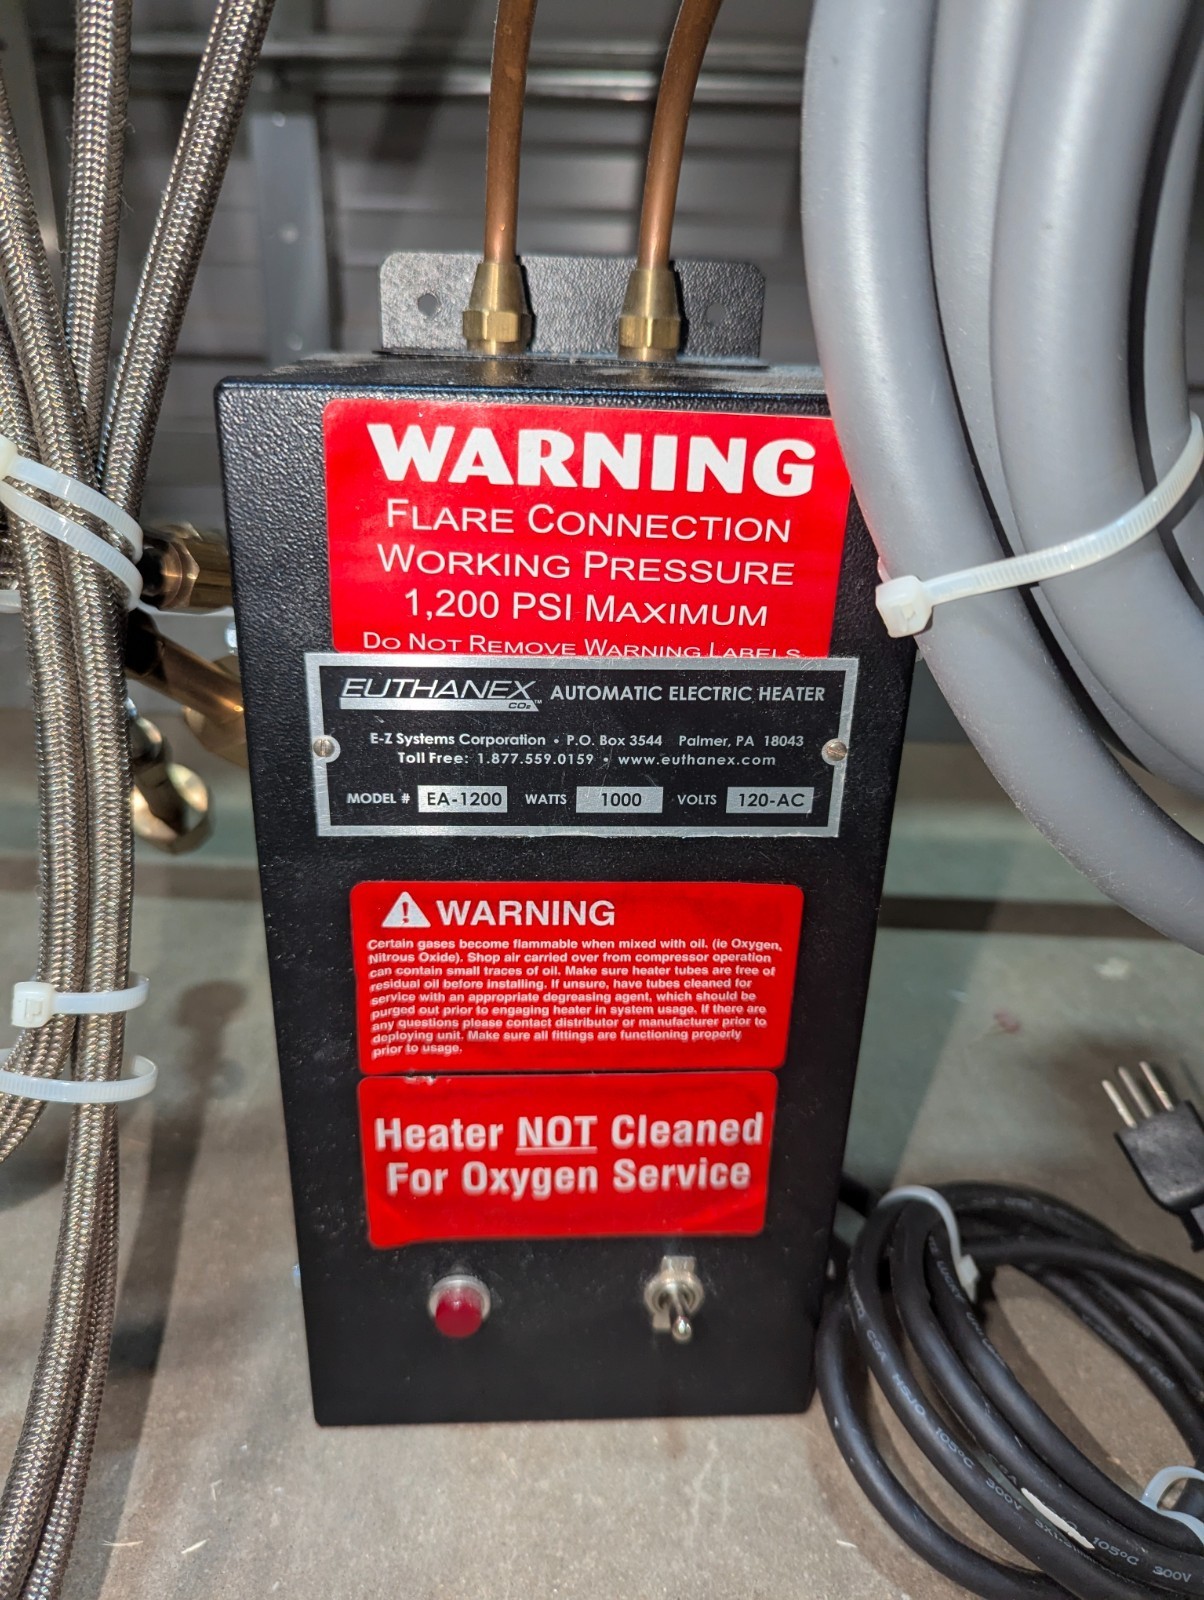 WARNING
FLARE CONNECTION
WORKING PRESSURE
1,200 PSI MAXIMUM
DO NOT REMOVE WARNING LABELS
EUTHANEX™ AUTOMATIC ELECTRIC HEATER
CO₂
E-Z Systems Corporation • P.O. Box 3544 Palmer, PA 18043
Toll Free: 1.877.559.0159 • www.euthanex.com
MODEL # EA-1200 WATTS 1000 VOLTS 120-AC
WARNING
Certain gases become flammable when mixed with oil. (ie Oxygen,
Nitrous Oxide). Shop air carried over from compressor operation
can contain small traces of oil. Make sure heater tubes are free of
residual oil before installing. If unsure, have tubes cleaned for
service with an appropriate degreasing agent, which should be
purged out prior to engaging heater in system usage. If there are
any questions please contact distributor or manufacturer prior to
deploying unit. Make sure all fittings are functioning properly
prior to usage.
Heater NOT Cleaned
For Oxygen Service
CSA 105°C 300V
105°C 300V